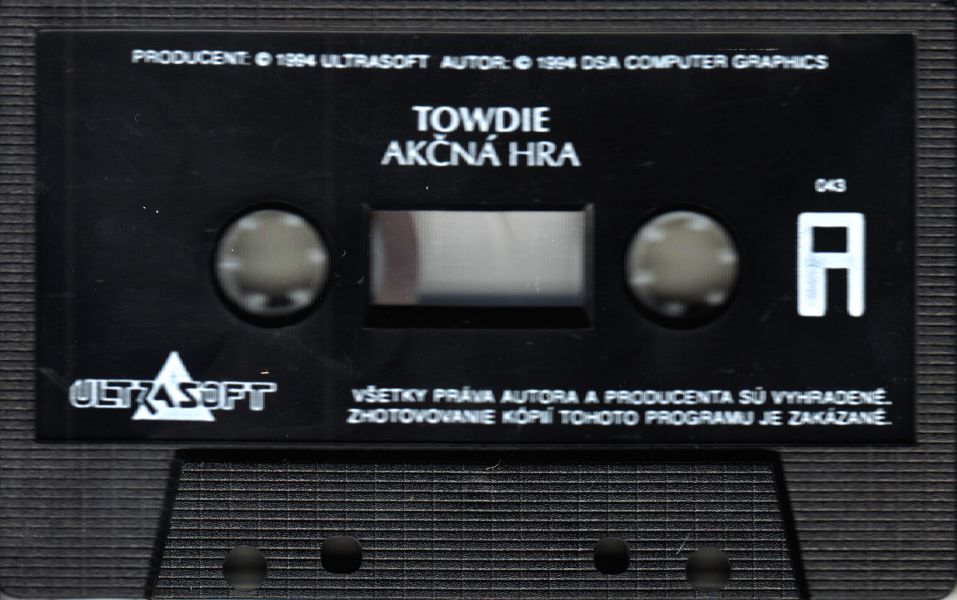 PRODUCENT: © 1994 ULTRASOFT AUTOR: © 1994 DSA COMPUTER GRAPHICS
TOWDIE
AKČNÁ HRA
043
A
ULTRASOFT
VŠETKY PRÁVA AUTORA A PRODUCENTA SÚ VYHRADENÉ.
ZHOTOVOVANIE KÓPIÍ TOHOTO PROGRAMU JE ZAKÁZANÉ.